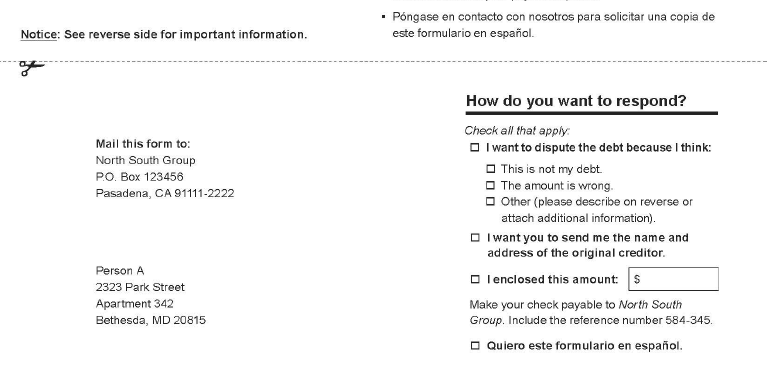 ▪ Póngase en contacto con nosotros para solicitar una copia de
este formulario en español.
Notice: See reverse side for important information.
How do you want to respond?
Check all that apply:
☐ I want to dispute the debt because I think:
☐ This is not my debt.
☐ The amount is wrong.
☐ Other (please describe on reverse or
attach additional information).
☐ I want you to send me the name and
address of the original creditor.
☐ I enclosed this amount: $
Make your check payable to North South
Group. Include the reference number 584-345.
☐ Quiero este formulario en español.
Mail this form to:
North South Group
P.O. Box 123456
Pasadena, CA 91111-2222
Person A
2323 Park Street
Apartment 342
Bethesda, MD 20815